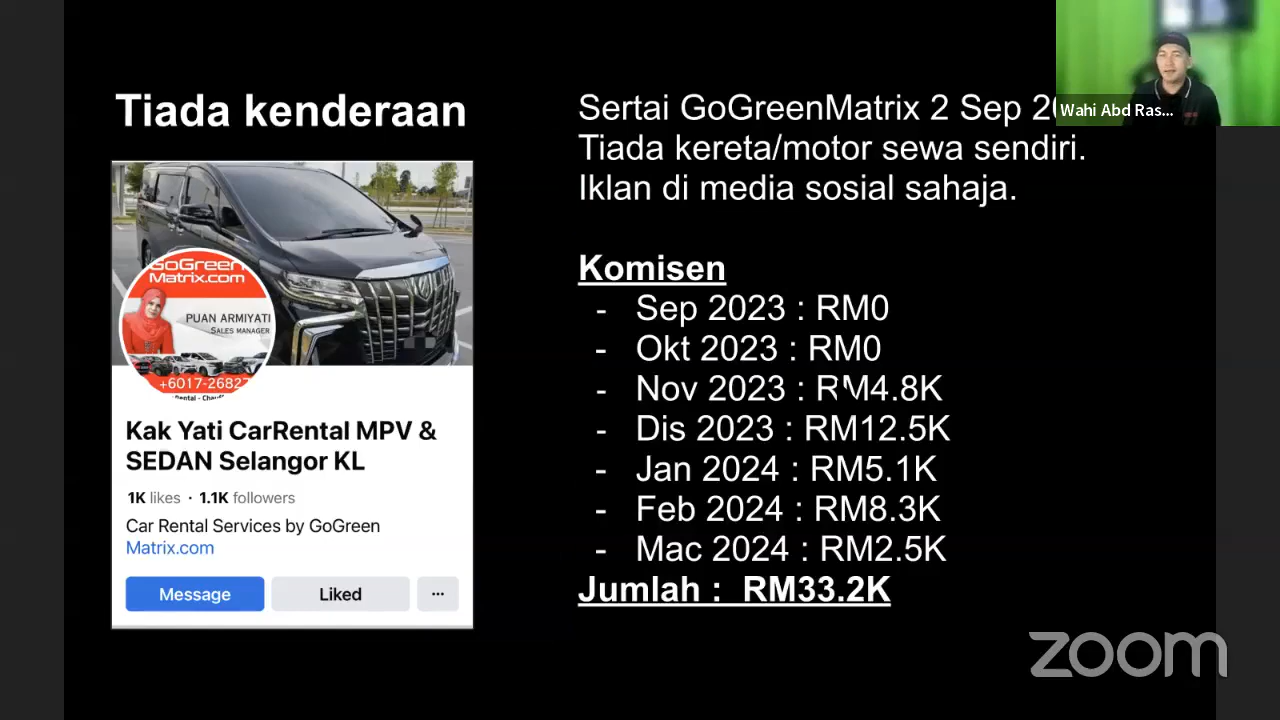 Tiada kenderaan
GoGreen
Matrix.com
PUAN ARMIYATI
SALES MANAGER
+6017-26827
Kak Yati CarRental MPV &
SEDAN Selangor KL
1K likes · 1.1K followers
Car Rental Services by GoGreen
Matrix.com
Message
Liked
Sertai GoGreenMatrix 2 Sep
Tiada kereta/motor sewa sendiri.
Iklan di media sosial sahaja.
Komisen
- Sep 2023 : RM0
- Okt 2023 : RM0
- Nov 2023 : RM4.8K
- Dis 2023 : RM12.5K
- Jan 2024 : RM5.1K
- Feb 2024 : RM8.3K
- Mac 2024 : RM2.5K
Jumlah : RM33.2K
Wahi Abd Ras...
zoom